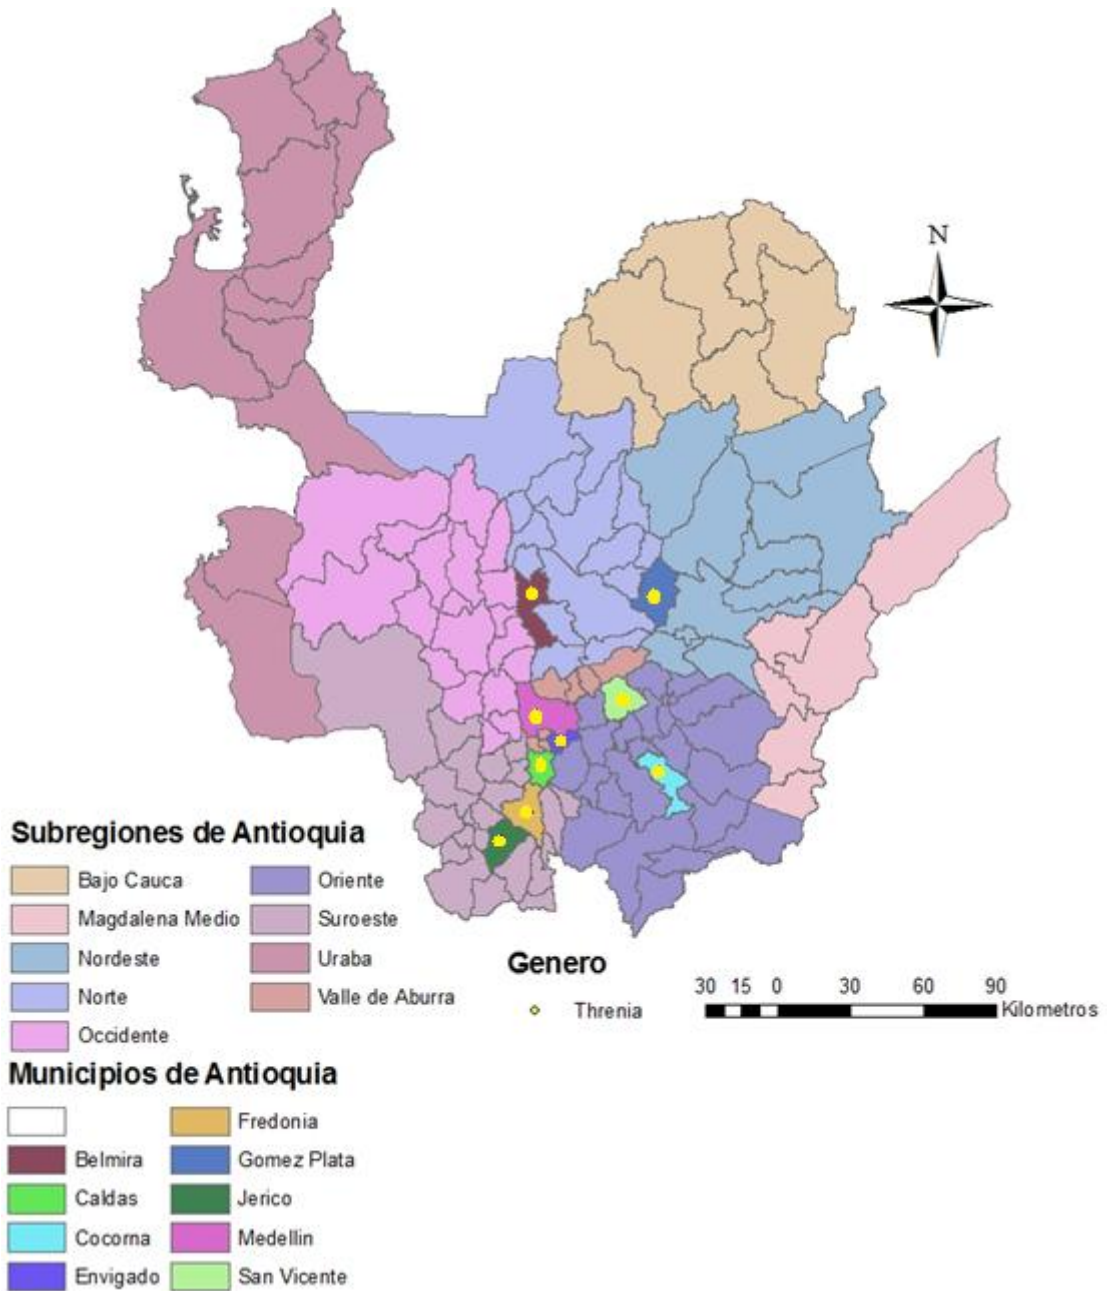 N
Subregiones de Antioquia
Bajo Cauca
Oriente
Magdalena Medio
Suroeste
Nordeste
Uraba
Norte
Valle de Aburra
Occidente
Genero
Threnia
30 15 0 30 60 90
Kilometros
Municipios de Antioquia
Fredonia
Belmira
Gomez Plata
Caldas
Jerico
Cocorna
Medellin
Envigado
San Vicente